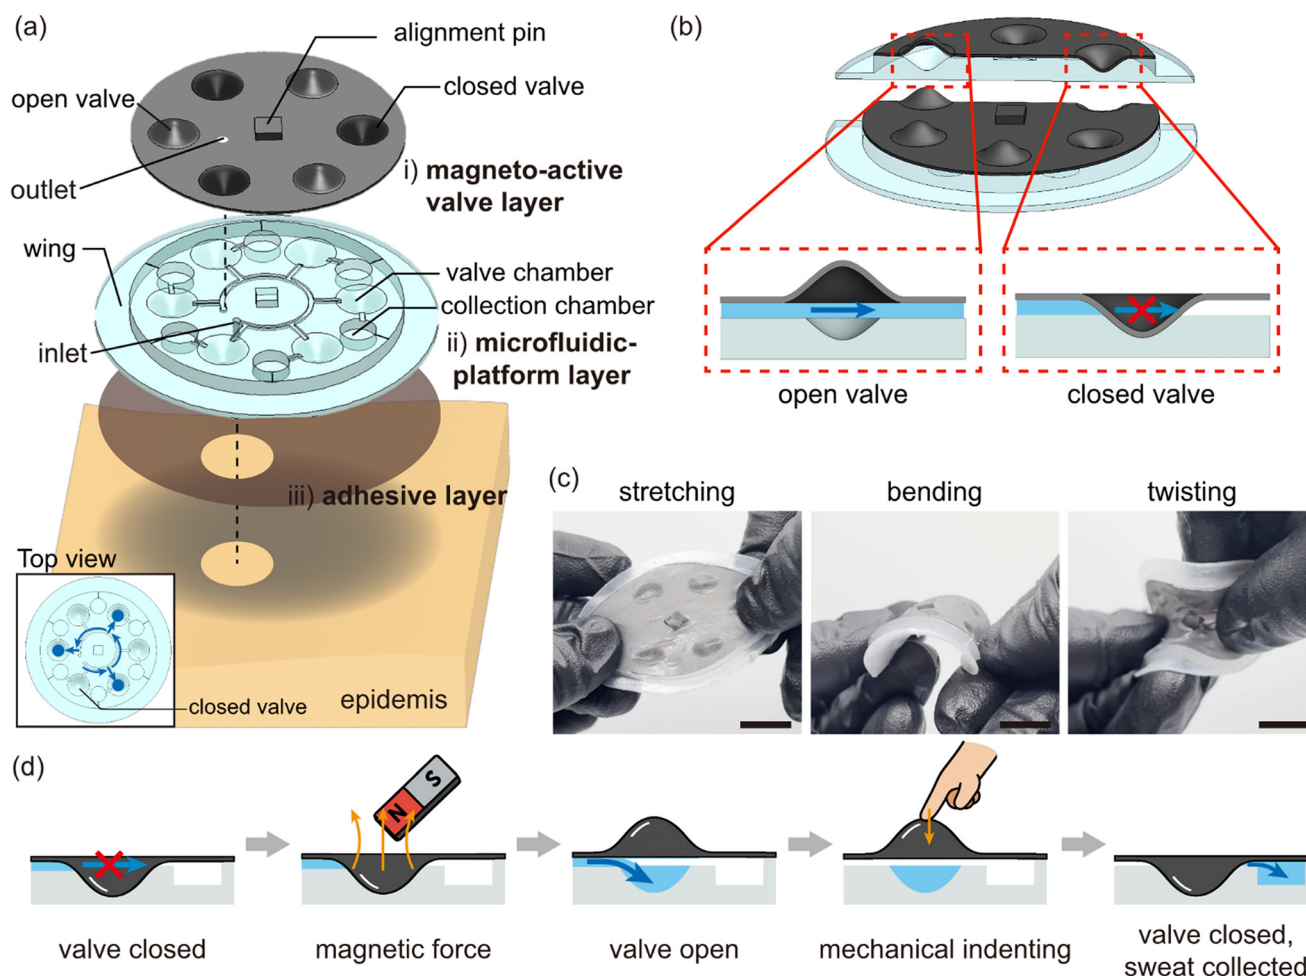 (a)
alignment pin
open valve
closed valve
outlet
i) magneto-active
valve layer
wing
valve chamber
collection chamber
inlet
ii) microfluidic-
platform layer
iii) adhesive layer
Top view
closed valve
epidemis
(b)
open valve
closed valve
(c)
stretching
bending
twisting
(d)
N
S
valve closed
magnetic force
valve open
mechanical indenting
valve closed,
sweat collected